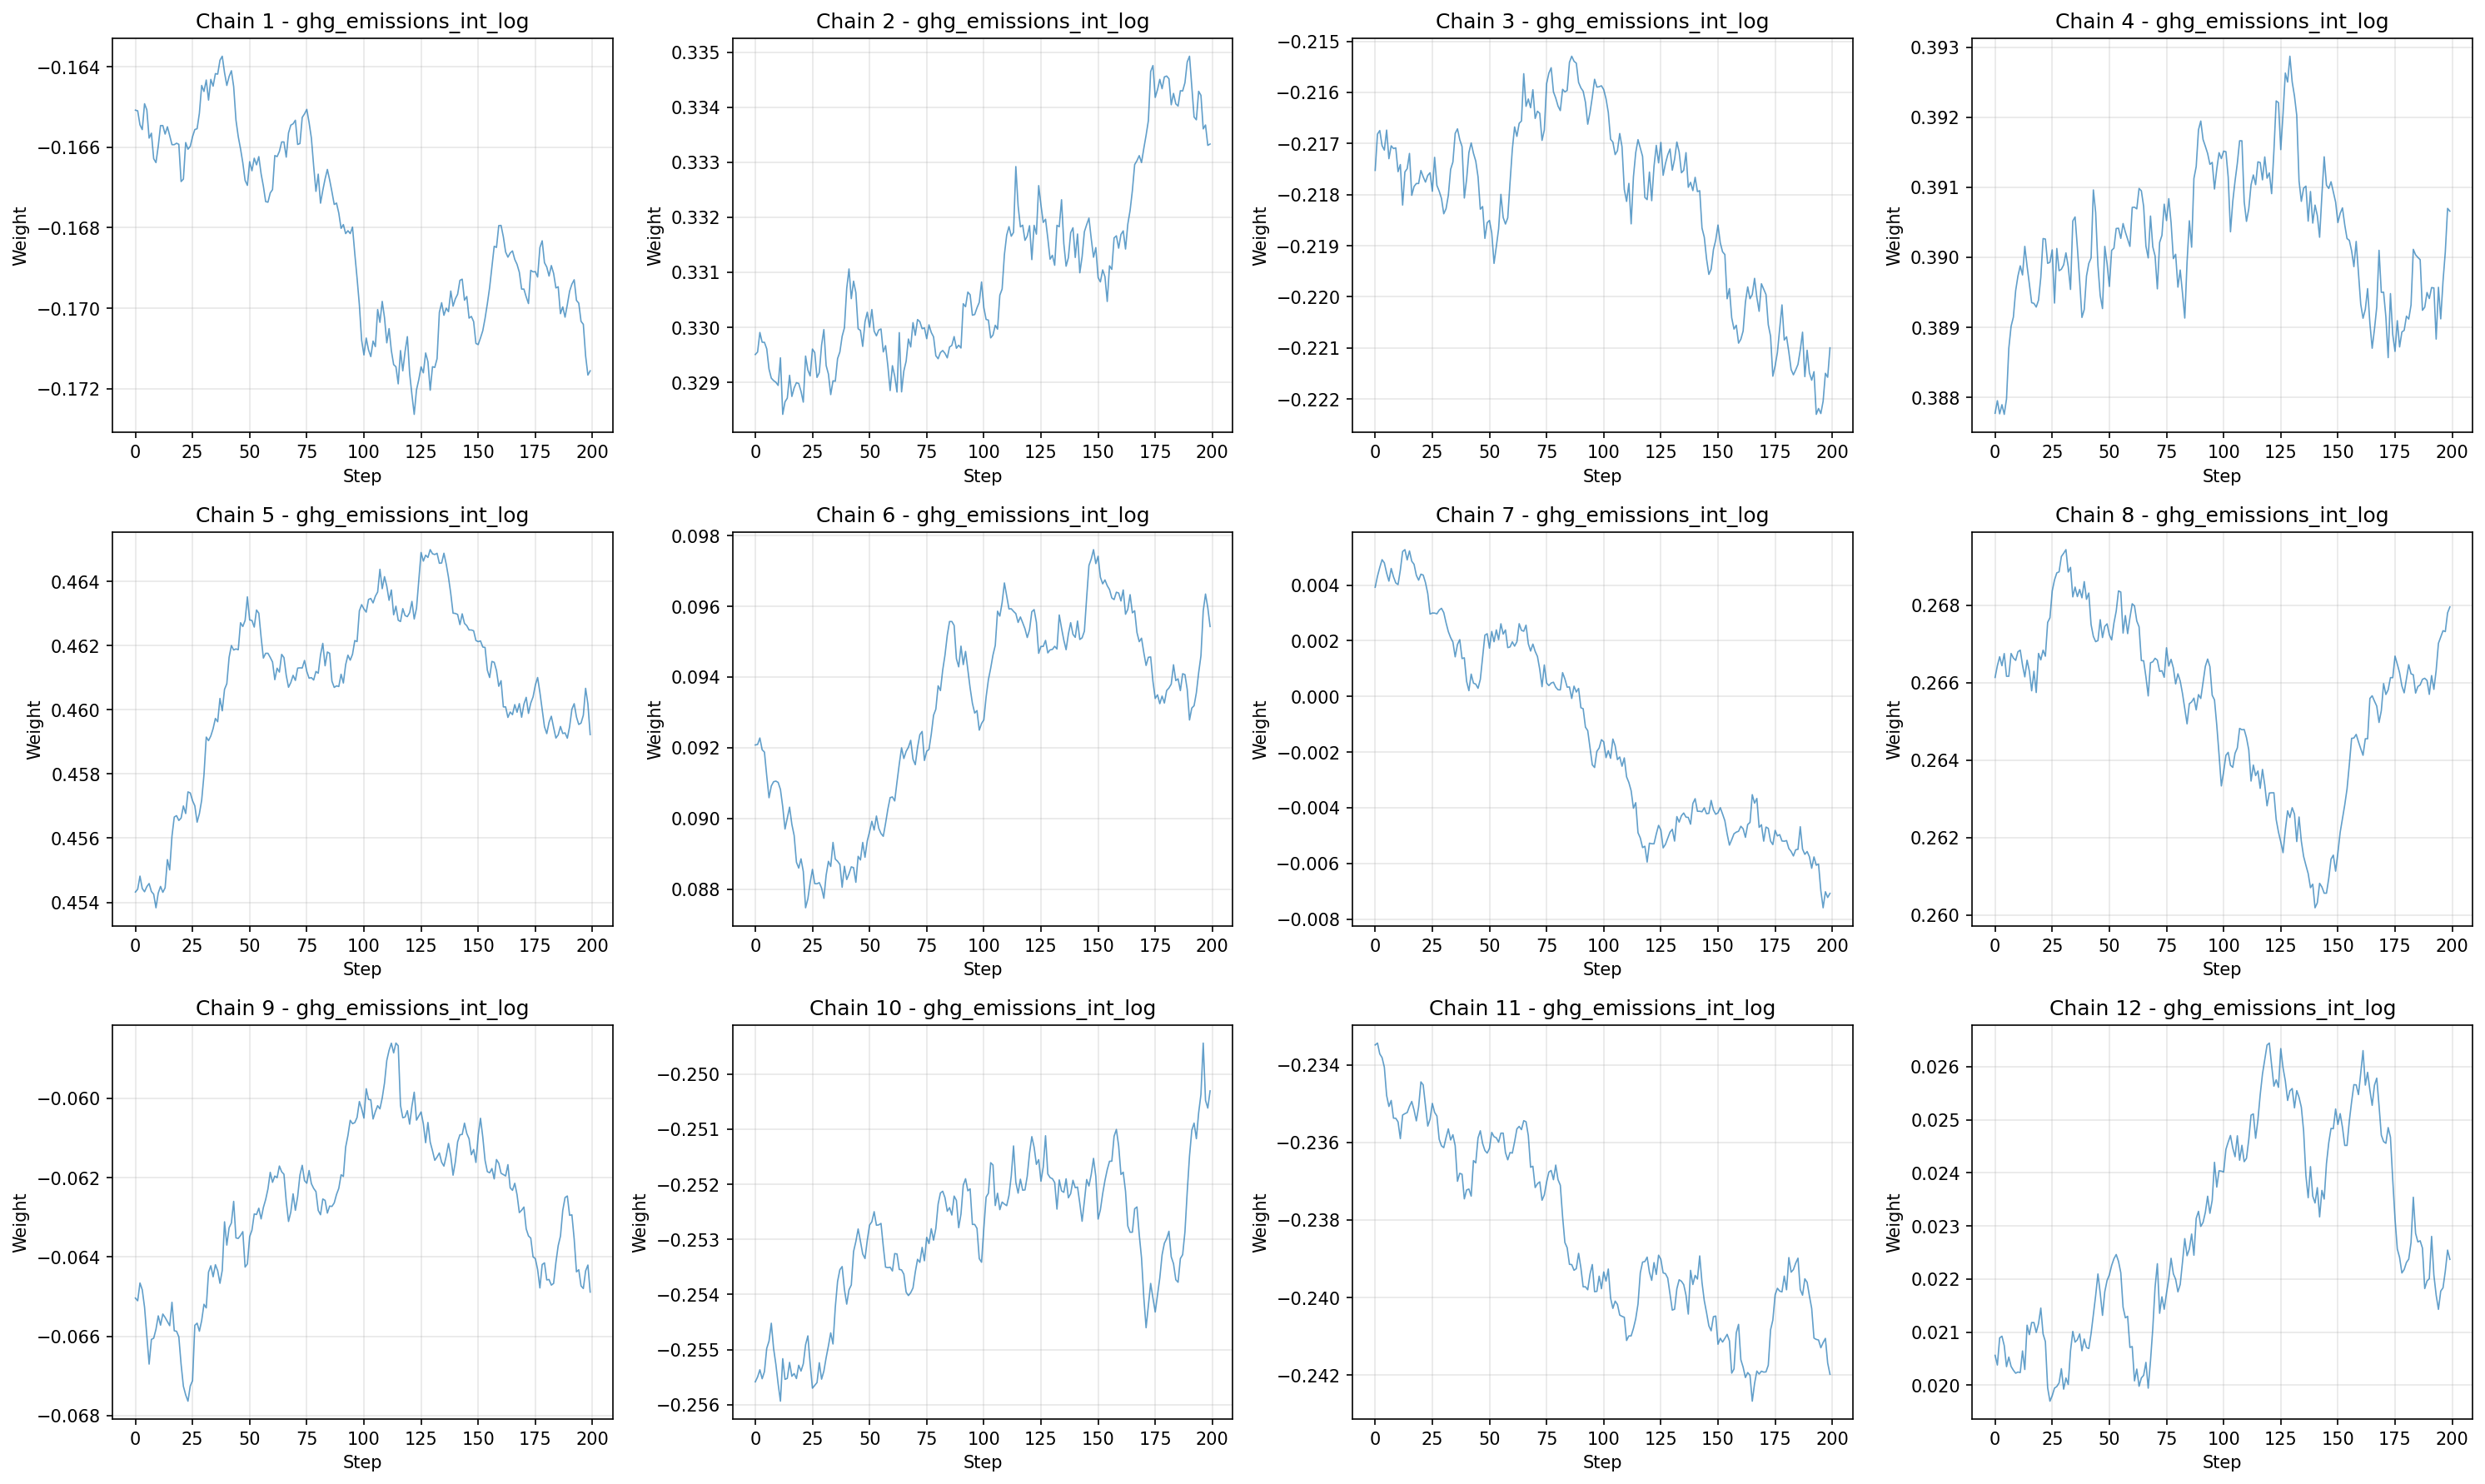 Chain 1 - ghg_emissions_int_log
Weight
−0.164
−0.166
−0.168
−0.170
−0.172
0 25 50 75 100 125 150 175 200
Step
Chain 2 - ghg_emissions_int_log
Weight
0.335
0.334
0.333
0.332
0.331
0.330
0.329
0 25 50 75 100 125 150 175 200
Step
Chain 3 - ghg_emissions_int_log
Weight
−0.215
−0.216
−0.217
−0.218
−0.219
−0.220
−0.221
−0.222
0 25 50 75 100 125 150 175 200
Step
Chain 4 - ghg_emissions_int_log
Weight
0.393
0.392
0.391
0.390
0.389
0.388
0 25 50 75 100 125 150 175 200
Step
Chain 5 - ghg_emissions_int_log
Weight
0.464
0.462
0.460
0.458
0.456
0.454
0 25 50 75 100 125 150 175 200
Step
Chain 6 - ghg_emissions_int_log
Weight
0.098
0.096
0.094
0.092
0.090
0.088
0 25 50 75 100 125 150 175 200
Step
Chain 7 - ghg_emissions_int_log
Weight
0.004
0.002
0.000
−0.002
−0.004
−0.006
−0.008
0 25 50 75 100 125 150 175 200
Step
Chain 8 - ghg_emissions_int_log
Weight
0.268
0.266
0.264
0.262
0.260
0 25 50 75 100 125 150 175 200
Step
Chain 9 - ghg_emissions_int_log
Weight
−0.060
−0.062
−0.064
−0.066
−0.068
0 25 50 75 100 125 150 175 200
Step
Chain 10 - ghg_emissions_int_log
Weight
−0.250
−0.251
−0.252
−0.253
−0.254
−0.255
−0.256
0 25 50 75 100 125 150 175 200
Step
Chain 11 - ghg_emissions_int_log
Weight
−0.234
−0.236
−0.238
−0.240
−0.242
0 25 50 75 100 125 150 175 200
Step
Chain 12 - ghg_emissions_int_log
Weight
0.026
0.025
0.024
0.023
0.022
0.021
0.020
0 25 50 75 100 125 150 175 200
Step